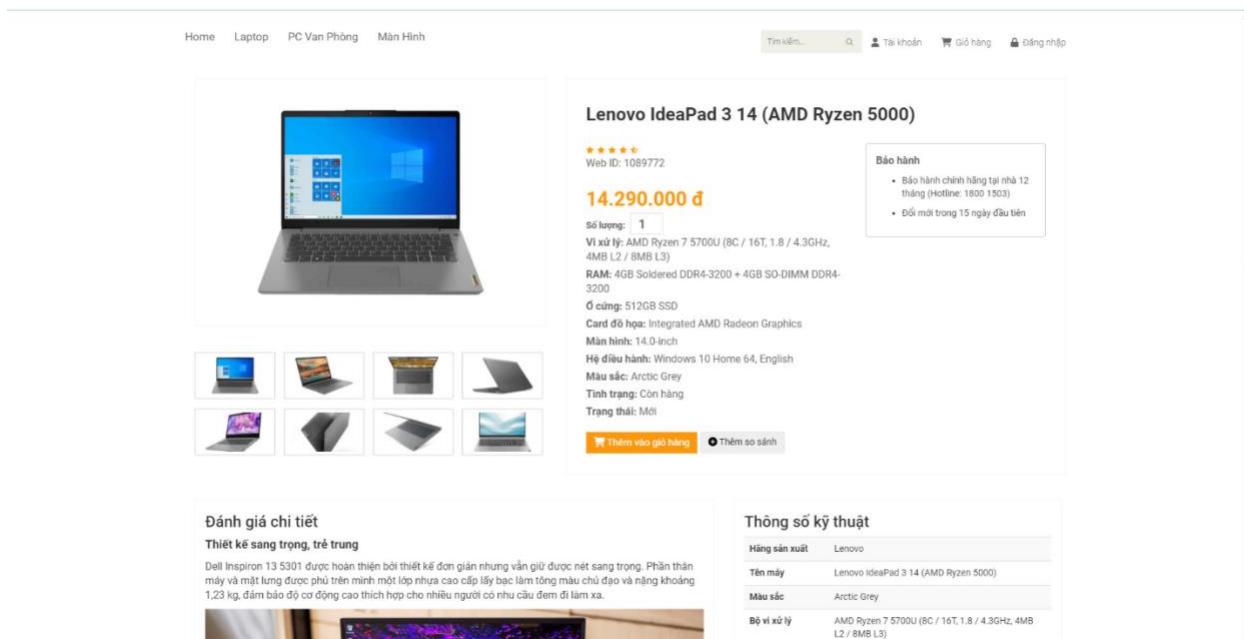 Home Laptop PC Van Phòng Màn Hình
Tìm kiếm... Tài khoản Giỏ hàng Đăng nhập
Lenovo IdeaPad 3 14 (AMD Ryzen 5000)
Web ID: 1089772
14.290.000 đ
Số lượng: 1
Vi xử lý: AMD Ryzen 7 5700U (8C / 16T, 1.8 / 4.3GHz,
4MB L2 / 8MB L3)
RAM: 4GB Soldered DDR4-3200 + 4GB SO-DIMM DDR4-
3200
Ổ cứng: 512GB SSD
Card đồ họa: Integrated AMD Radeon Graphics
Màn hình: 14.0-inch
Hệ điều hành: Windows 10 Home 64, English
Màu sắc: Arctic Grey
Tình trạng: Còn hàng
Trạng thái: Mới
Thêm vào giỏ hàng Thêm so sánh
Bảo hành
• Bảo hành chính hãng tại nhà 12
tháng (Hotline: 1800 1503)
• Đổi mới trong 15 ngày đầu tiên
Đánh giá chi tiết
Thiết kế sang trọng, trẻ trung
Dell Inspiron 13 5301 được hoàn thiện bởi thiết kế đơn giản nhưng vẫn giữ được nét sang trọng. Phần thân
máy và mặt lưng được phủ trên mình một lớp nhựa cao cấp lấy bạc làm tông màu chủ đạo và nặng khoảng
1,23 kg, đảm bảo độ cơ động cao thích hợp cho nhiều người có nhu cầu đem đi làm xa.
Thông số kỹ thuật
Hãng sản xuất Lenovo
Tên máy Lenovo IdeaPad 3 14 (AMD Ryzen 5000)
Màu sắc Arctic Grey
Bộ vi xử lý AMD Ryzen 7 5700U (8C / 16T, 1.8 / 4.3GHz, 4MB
L2 / 8MB L3)